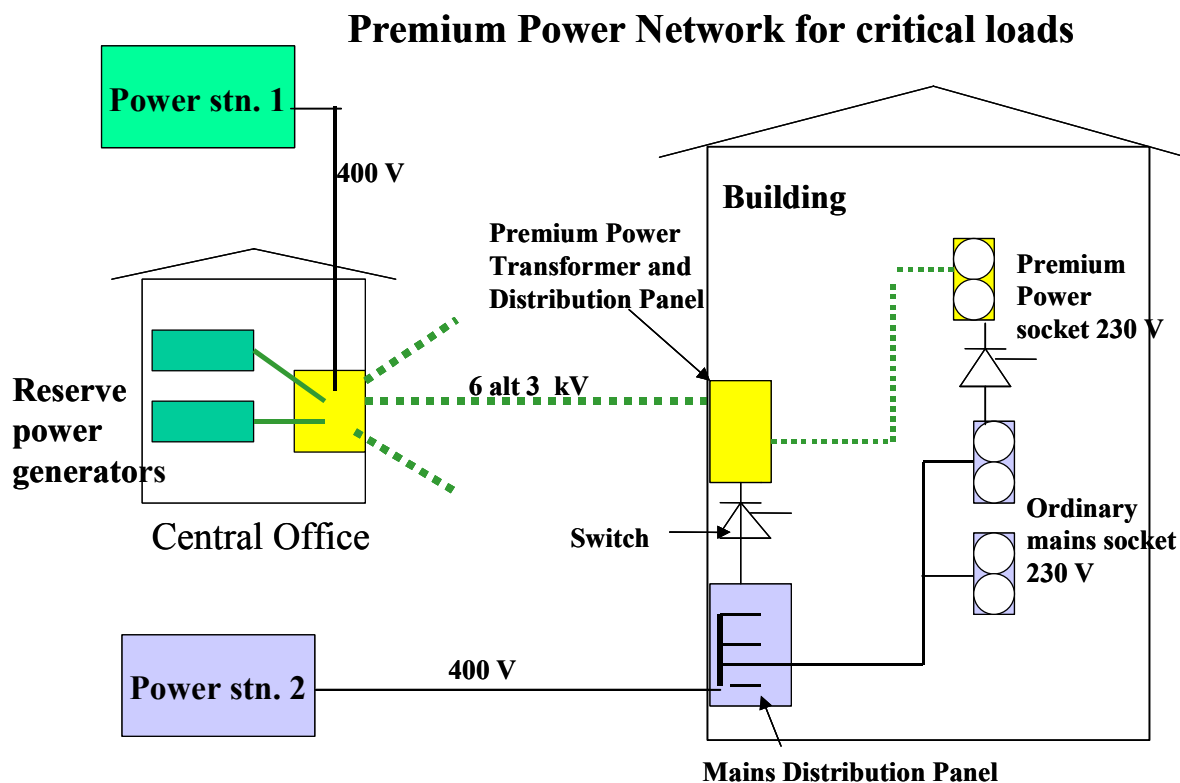 Premium Power Network for critical loads
Power stn. 1
400 V
Building
Premium Power
Transformer and
Distribution Panel
Premium
Power
socket 230 V
6 alt 3 kV
Reserve
power
generators
Central Office
Switch
Ordinary
mains socket
230 V
Power stn. 2
400 V
Mains Distribution Panel